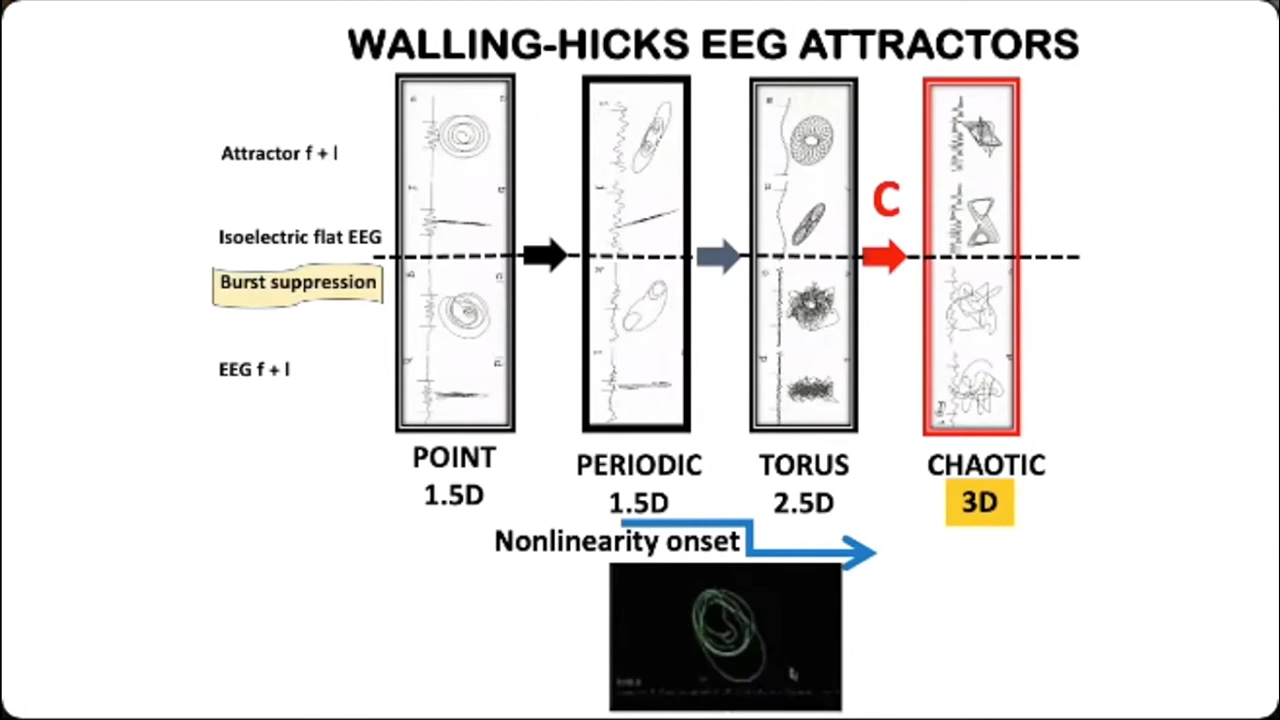 WALLING-HICKS EEG ATTRACTORS
Attractor f + l
Isoelectric flat EEG
Burst suppression
EEG f + l
C
POINT
1.5D
PERIODIC
1.5D
TORUS
2.5D
CHAOTIC
3D
Nonlinearity onset